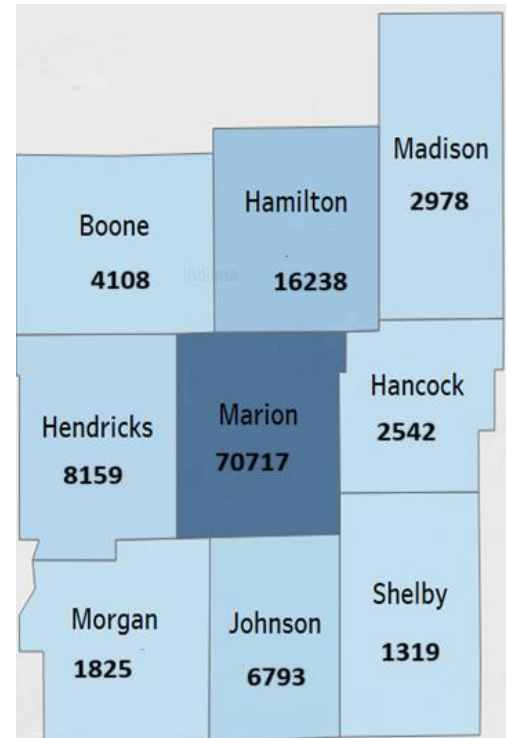 Madison
2978
Hamilton
16238
Boone
4108
Indiana
Hancock
2542
Marion
70717
Hendricks
8159
Shelby
1319
Morgan
1825
Johnson
6793